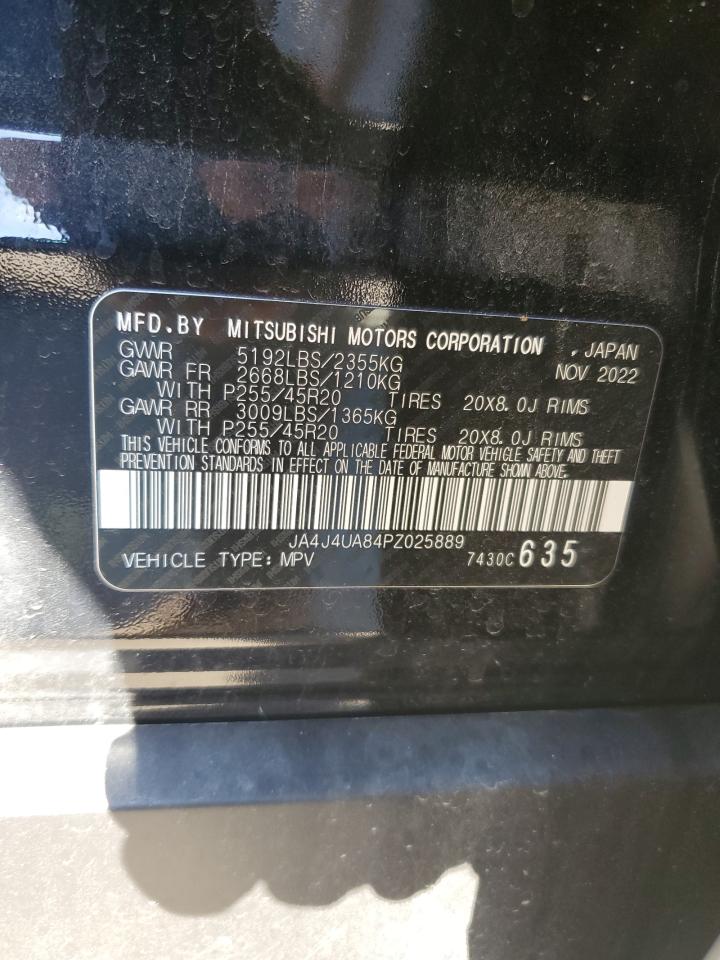 MFD.BY MITSUBISHI MOTORS CORPORATION , JAPAN
GVWR 5192LBS/2355KG NOV 2022
GAWR FR 2668LBS/1210KG
WITH P255/45R20 TIRES 20X8.0J RIMS
GAWR RR 3009LBS/1365KG
WITH P255/45R20 TIRES 20X8.0J RIMS
THIS VEHICLE CONFORMS TO ALL APPLICABLE FEDERAL MOTOR VEHICLE SAFETY AND THEFT
PREVENTION STANDARDS IN EFFECT ON THE DATE OF MANUFACTURE SHOWN ABOVE.
JA4J4UA84PZ025889
VEHICLE TYPE: MPV 7430C 635